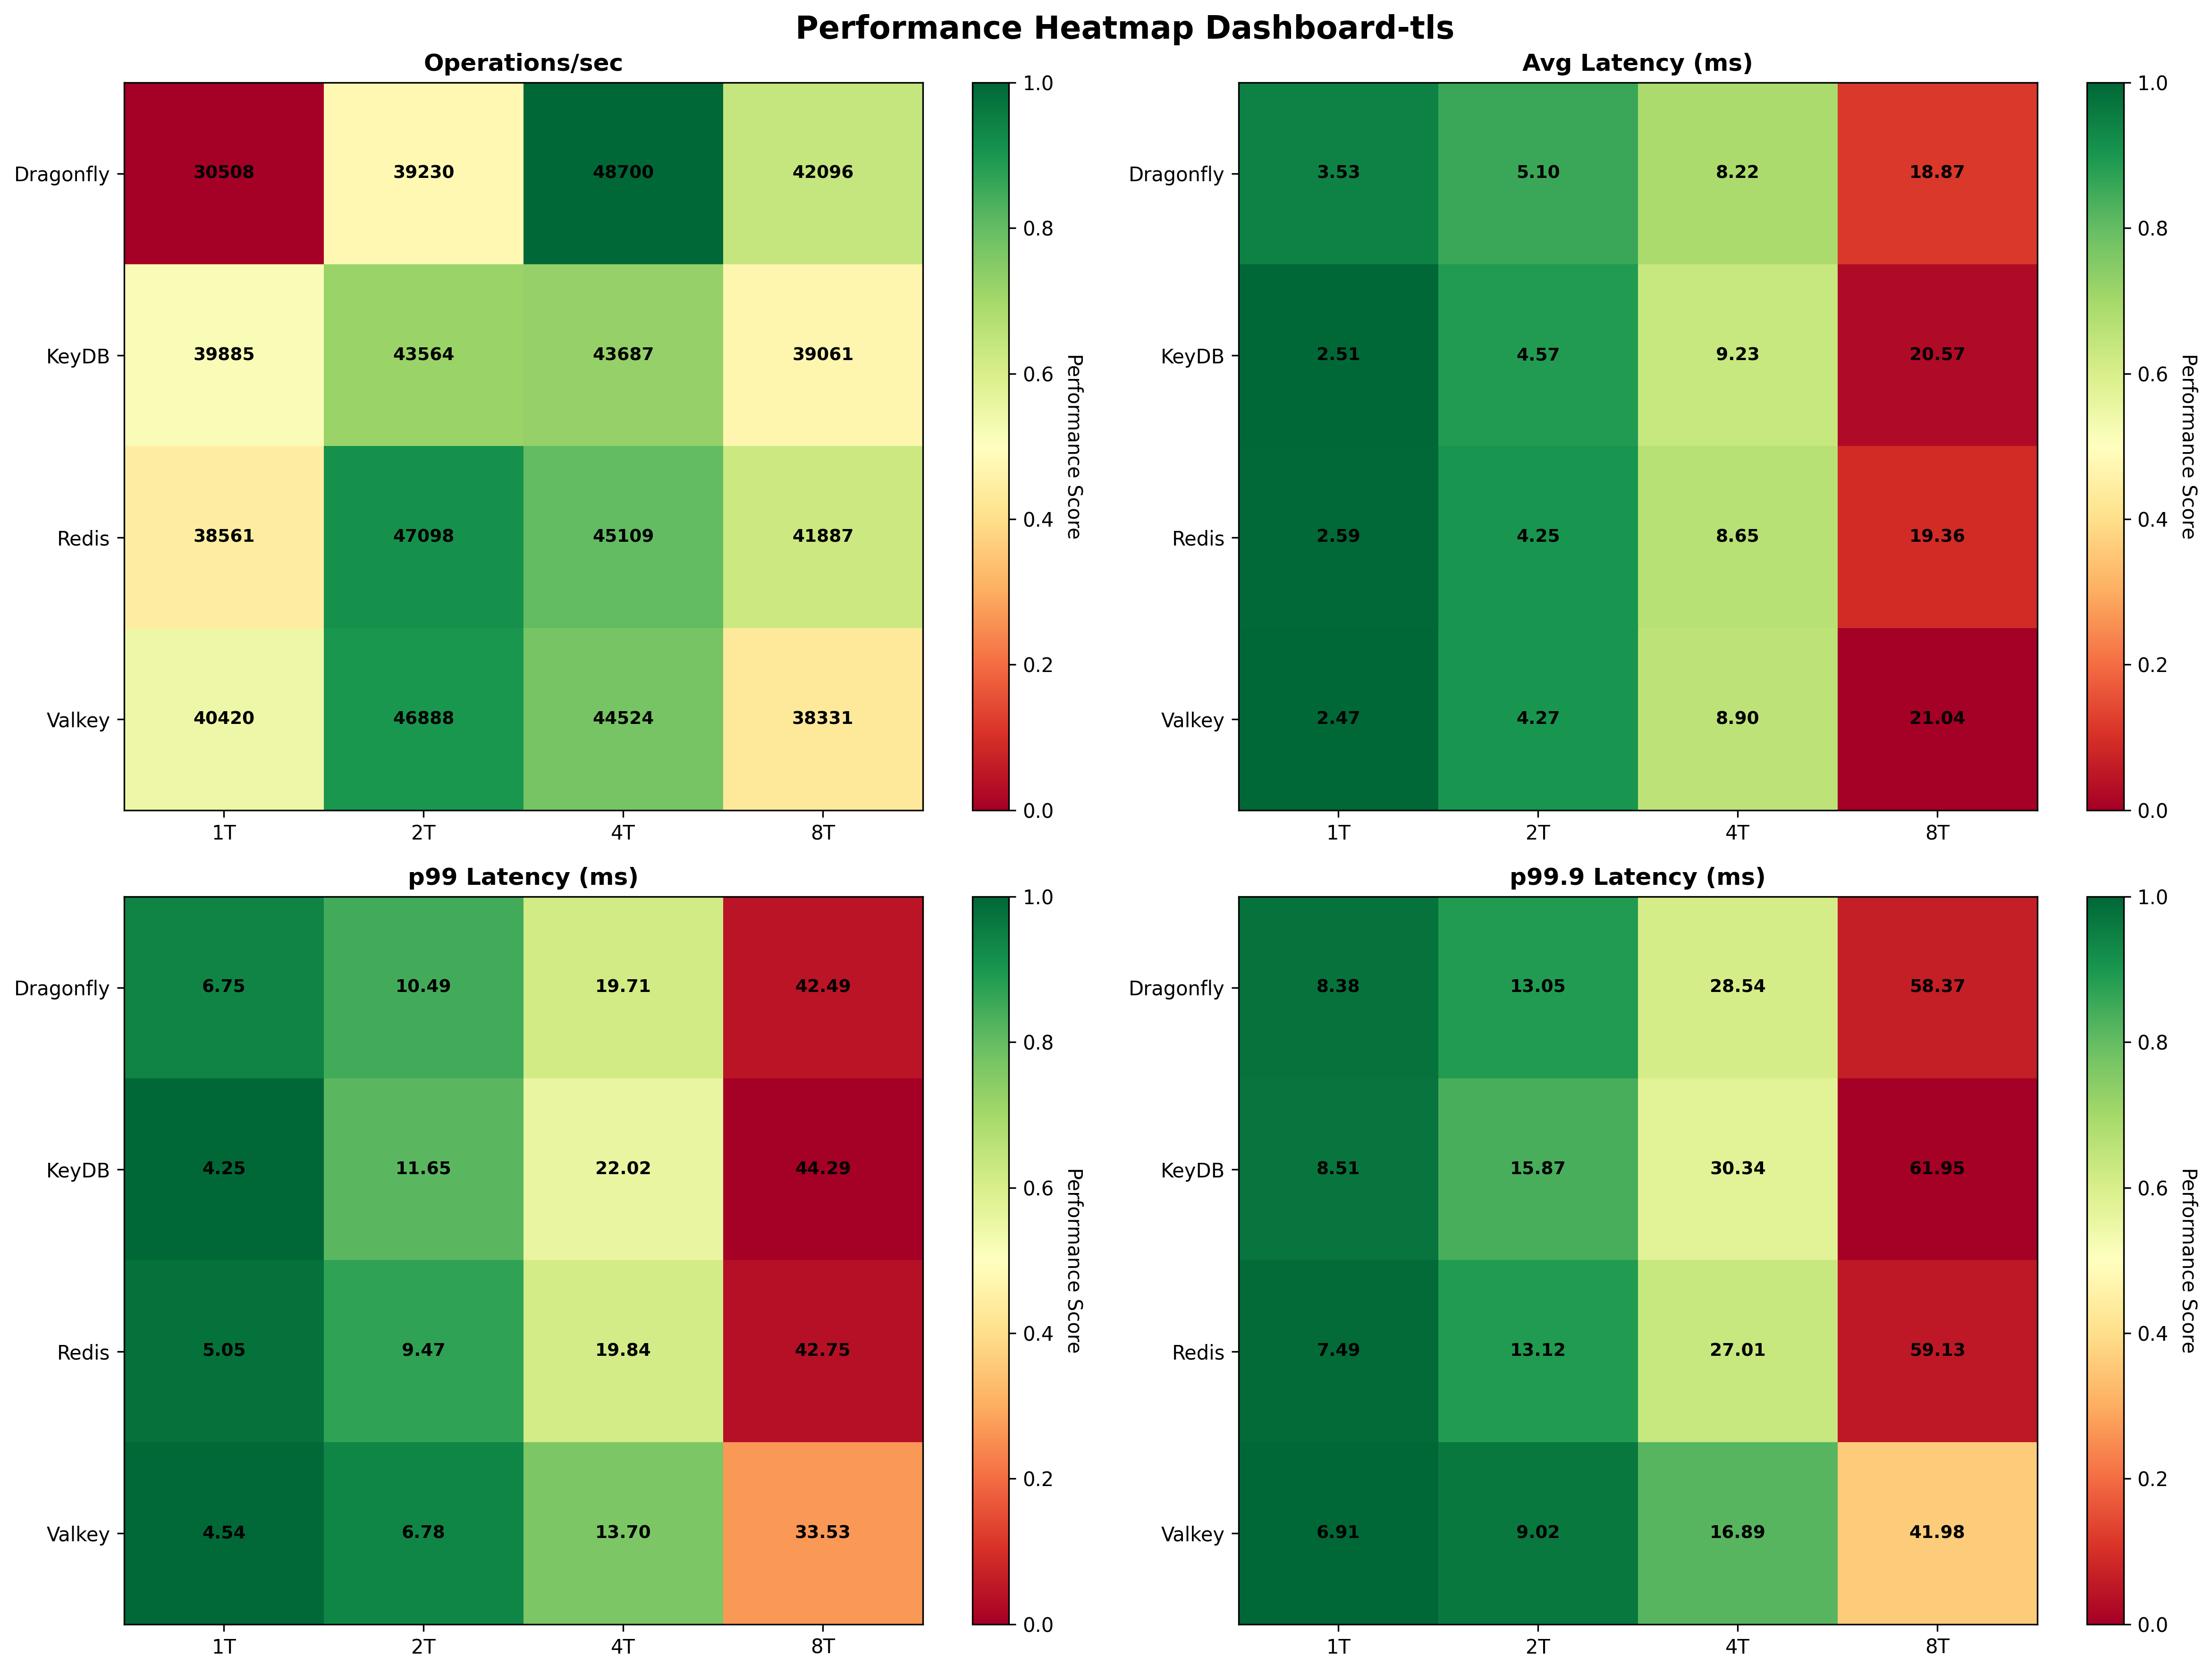 Performance Heatmap Dashboard-tls
Operations/sec
Dragonfly 30508 39230 48700 42096
KeyDB 39885 43564 43687 39061
Redis 38561 47098 45109 41887
Valkey 40420 46888 44524 38331
1T 2T 4T 8T
1.0
0.8
0.6
0.4
0.2
0.0
Performance Score
Avg Latency (ms)
Dragonfly 3.53 5.10 8.22 18.87
KeyDB 2.51 4.57 9.23 20.57
Redis 2.59 4.25 8.65 19.36
Valkey 2.47 4.27 8.90 21.04
1T 2T 4T 8T
1.0
0.8
0.6
0.4
0.2
0.0
Performance Score
p99 Latency (ms)
Dragonfly 6.75 10.49 19.71 42.49
KeyDB 4.25 11.65 22.02 44.29
Redis 5.05 9.47 19.84 42.75
Valkey 4.54 6.78 13.70 33.53
1T 2T 4T 8T
1.0
0.8
0.6
0.4
0.2
0.0
Performance Score
p99.9 Latency (ms)
Dragonfly 8.38 13.05 28.54 58.37
KeyDB 8.51 15.87 30.34 61.95
Redis 7.49 13.12 27.01 59.13
Valkey 6.91 9.02 16.89 41.98
1T 2T 4T 8T
1.0
0.8
0.6
0.4
0.2
0.0
Performance Score